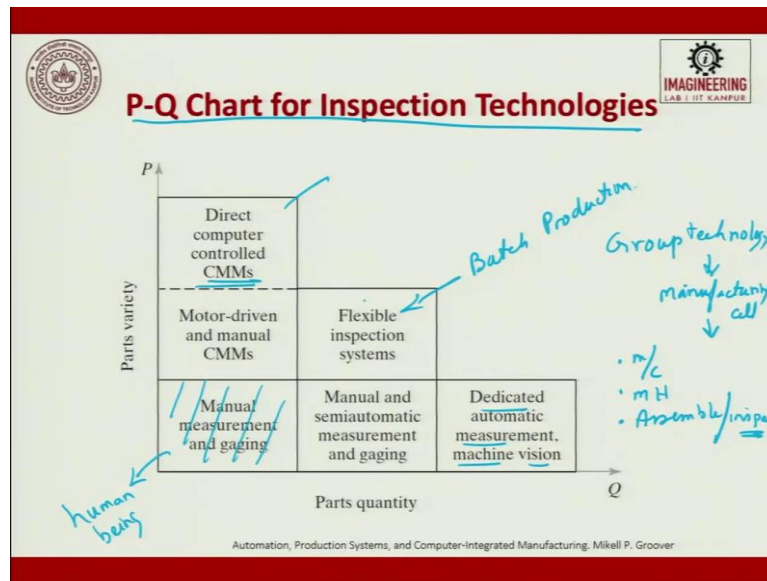 IMAGINEERING
LAB | IIT KANPUR
P-Q Chart for Inspection Technologies
P
Parts variety
Direct
computer
controlled
CMMs
Motor-driven
and manual
CMMs
Flexible
inspection
systems
Manual
measurement
and gaging
Manual and
semiautomatic
measurement
and gaging
Dedicated
automatic
measurement,
machine vision
Q
Parts quantity
Batch Production.
Group technology
manufacturing
cell
• m/c
• mH
• Assemble/inspe
human
being
Automation, Production Systems, and Computer-Integrated Manufacturing. Mikell P. Groover